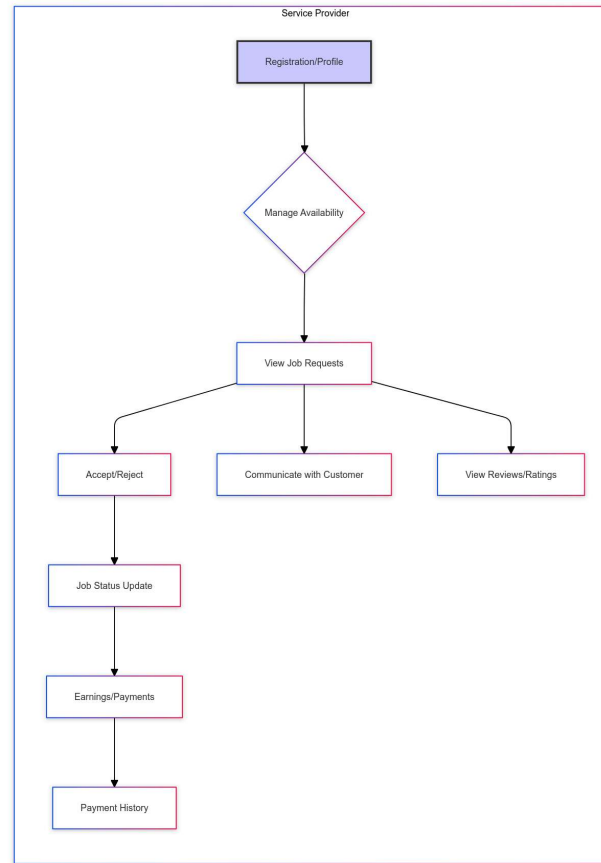 Service Provider
Registration/Profile
Manage Availability
View Job Requests
Accept/Reject
Communicate with Customer
View Reviews/Ratings
Job Status Update
Earnings/Payments
Payment History